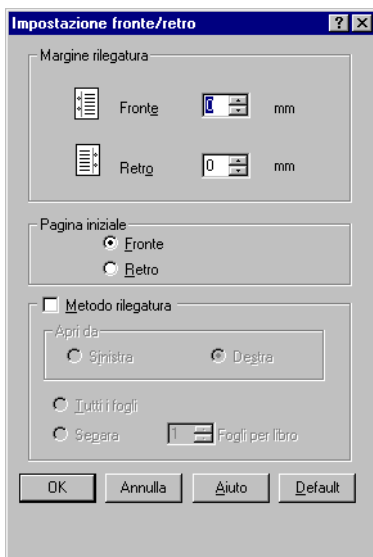 Impostazione fronte/retro
Margine rilegatura
Fronte 0 mm
Retro 0 mm
Pagina iniziale
Fronte
Retro
Metodo rilegatura
Apri da
Sinistra Destra
Tutti i fogli
Separa 1 Fogli per libro
OK Annulla Aiuto Default